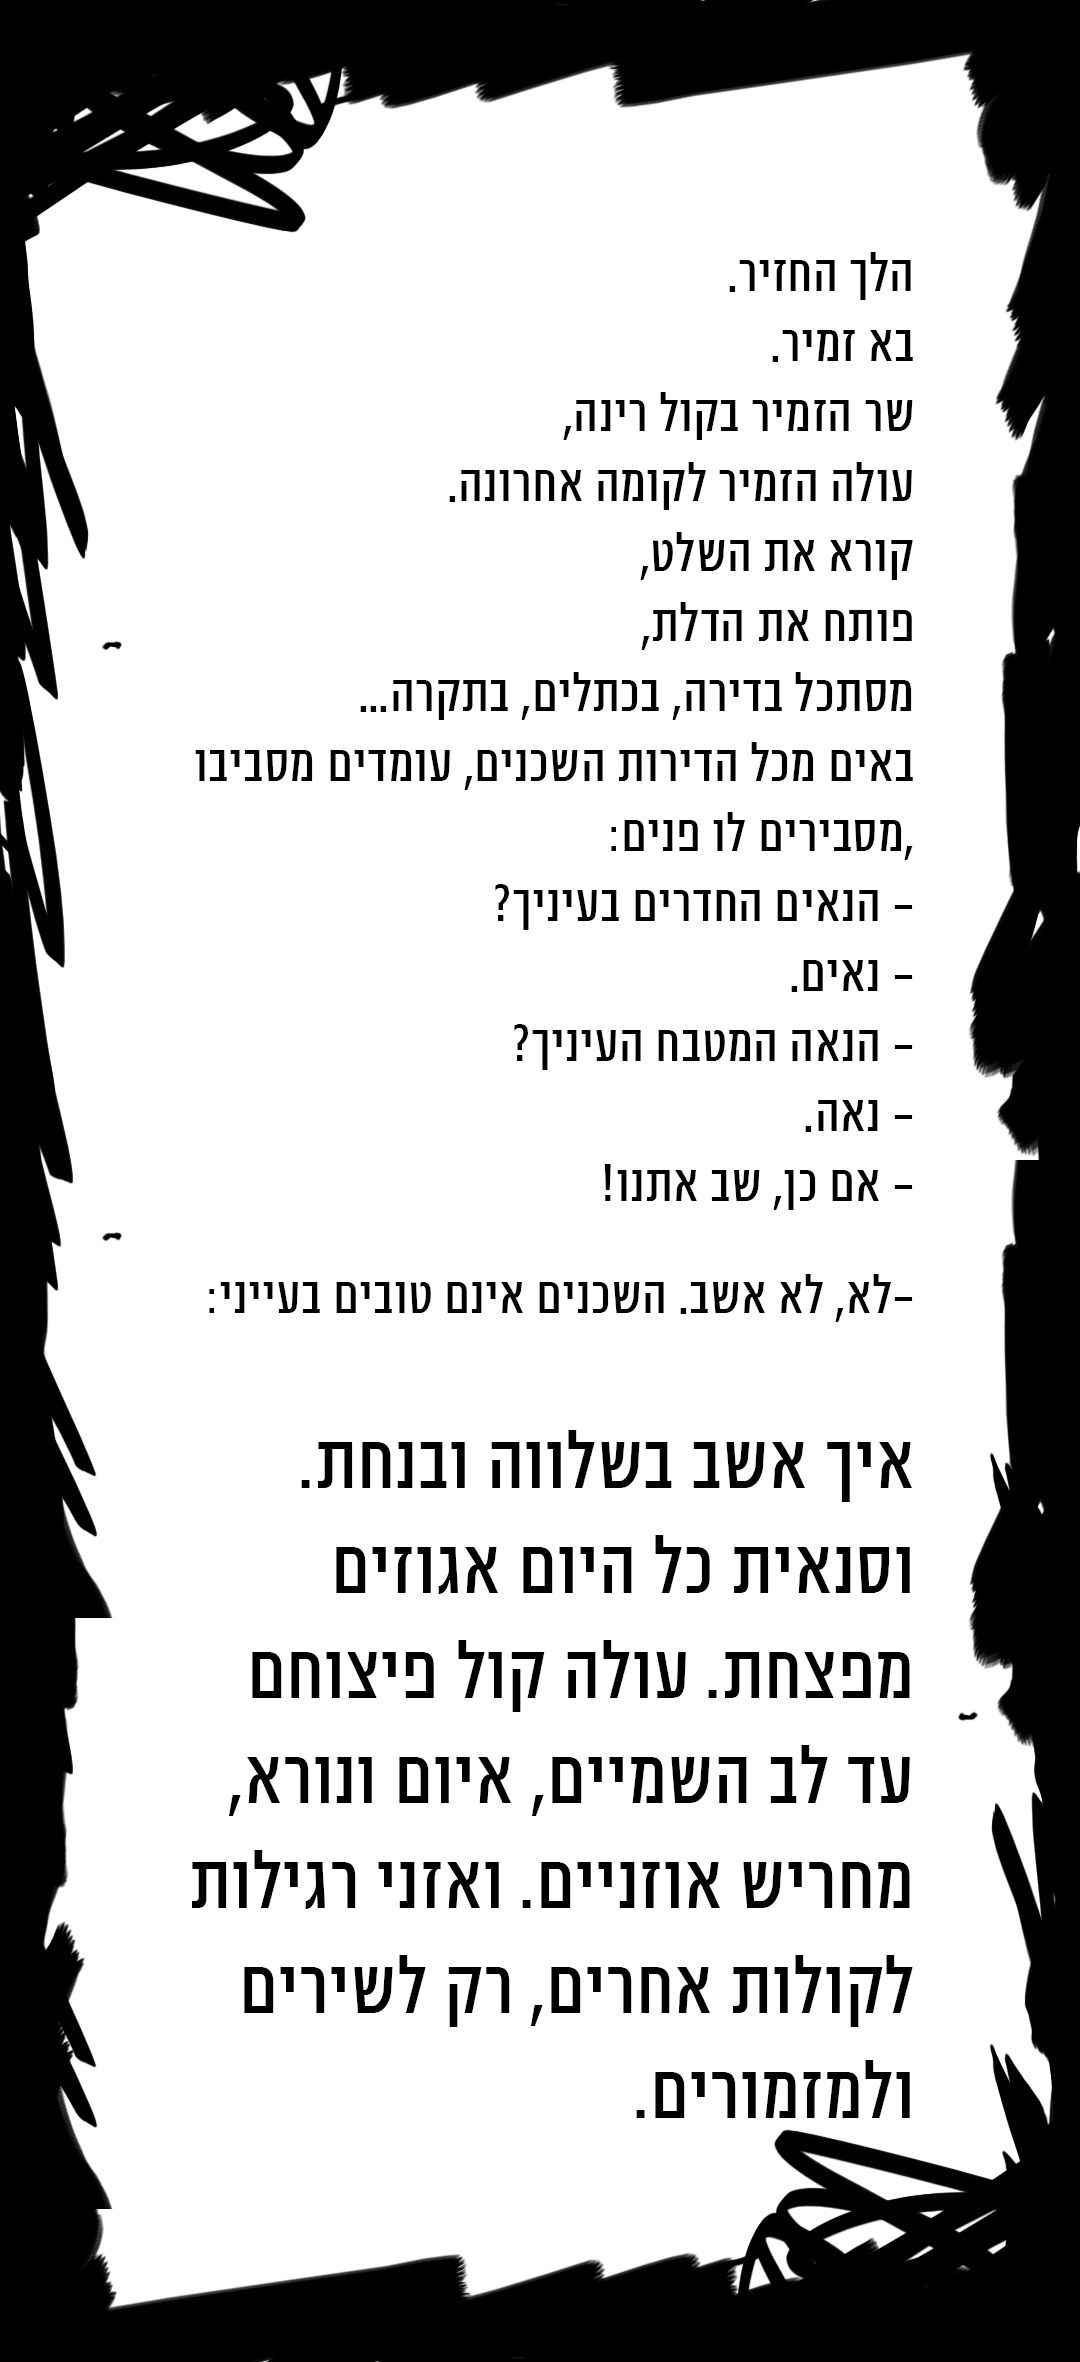 הלך החזיר.
בא זמיר.
שר הזמיר בקול רינה,
עולה הזמיר לקומה אחרונה.
קורא את השלט,
פותח את הדלת,
מסתכל בדירה, בכתלים, בתקרה...
באים מכל הדירות השכנים, עומדים מסביבו
,מסבירים לו פנים:
– הנאים החדרים בעיניך?
– נאים.
– הנאה המטבח העיניך?
– נאה.
– אם כן, שב אתנו!
–לא, לא אשב. השכנים אינם טובים בעייני:
איך אשב בשלווה ובנחת.
וסנאית כל היום אגוזים
מפצחת. עולה קול פיצוחם
עד לב השמיים, איום ונורא,
מחריש אוזניים. ואזני רגילות
לקולות אחרים, רק לשירים
ולמזמורים.